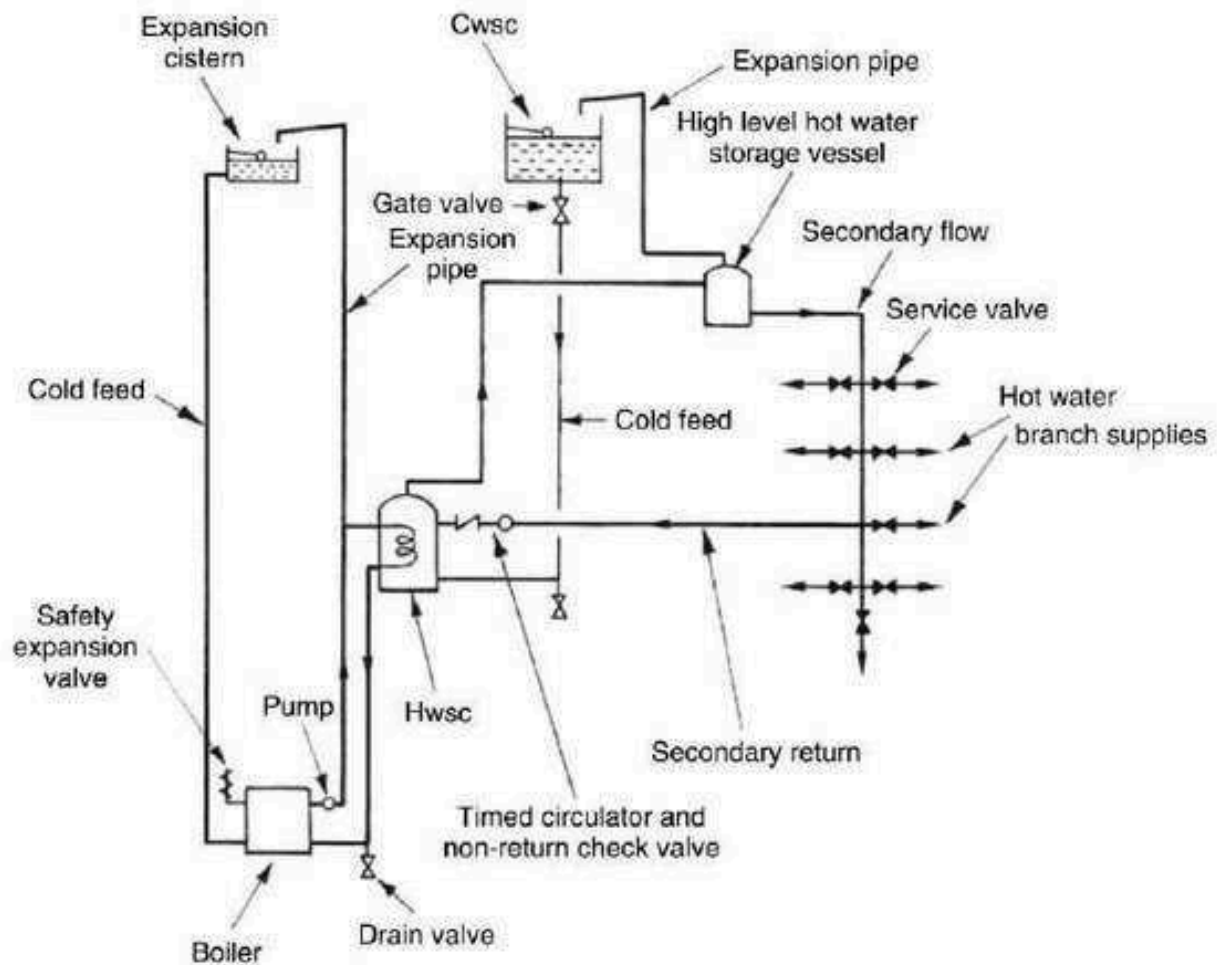 Expansion
cistern
Cwsc
Expansion pipe
High level hot water
storage vessel
Gate valve
Expansion
pipe
Secondary flow
Service valve
Cold feed
Cold feed
Hot water
branch supplies
Safety
expansion
valve
Pump
Hwsc
Secondary return
Timed circulator and
non-return check valve
Drain valve
Boiler